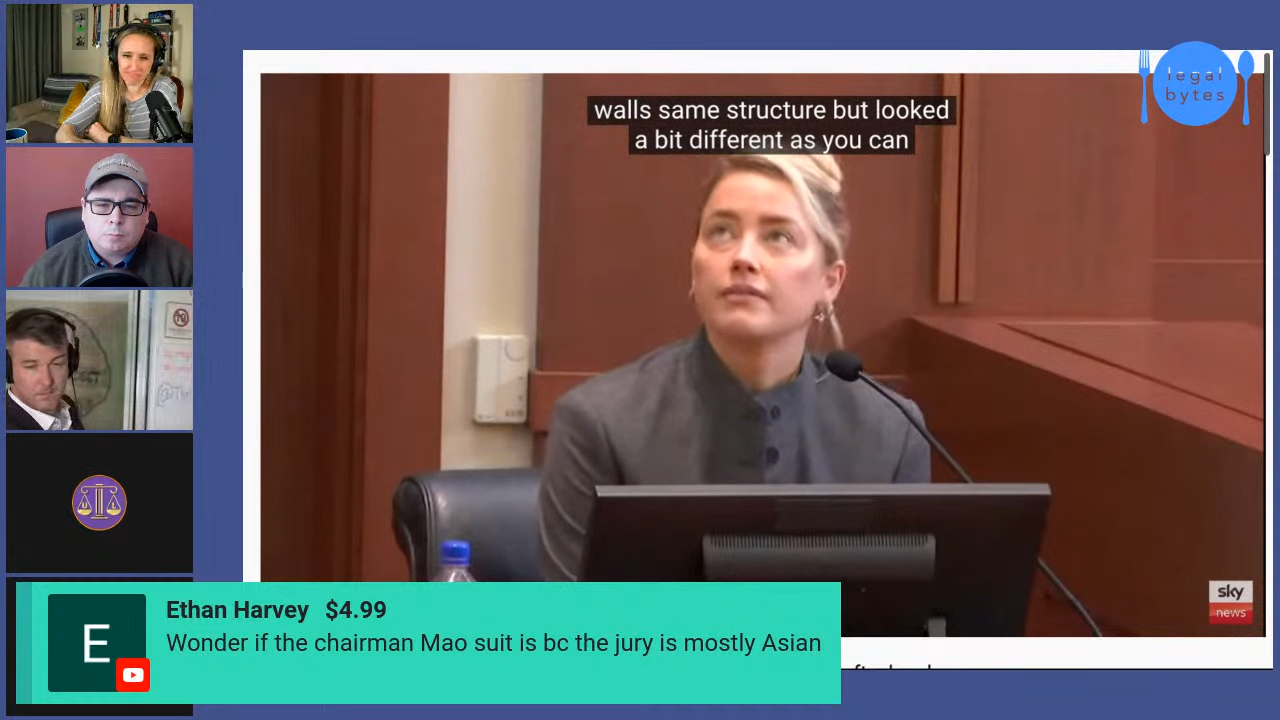 legal
bytes
walls same structure but looked
a bit different as you can
sky
news
E
Ethan Harvey $4.99
Wonder if the chairman Mao suit is bc the jury is mostly Asian